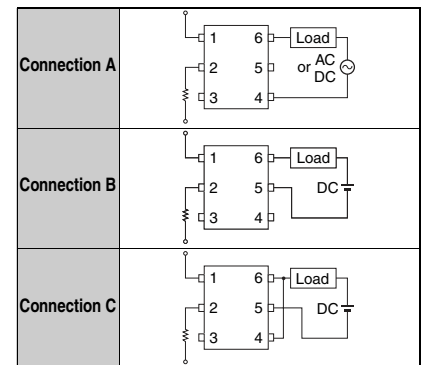 Connection A
1 6 Load
2 5 or AC DC
3 4
Connection B
1 6 Load
2 5 DC
3 4
Connection C
1 6 Load
2 5 DC
3 4